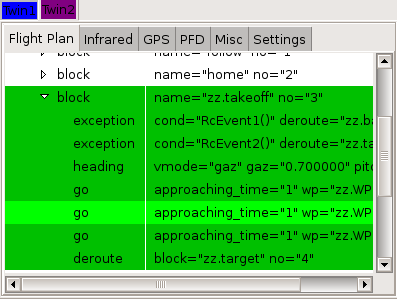 Twin1 Twin2
Flight Plan Infrared GPS PFD Misc Settings
block name="follow" no="1"
block name="home" no="2"
block name="zz.takeoff" no="3"
exception cond="RcEvent1()" deroute="zz.ba
exception cond="RcEvent2()" deroute="zz.ta
heading vmode="gaz" gaz="0.700000" pitc
go approaching_time="1" wp="zz.WP
go approaching_time="1" wp="zz.WP
go approaching_time="1" wp="zz.WP
deroute block="zz.target" no="4"